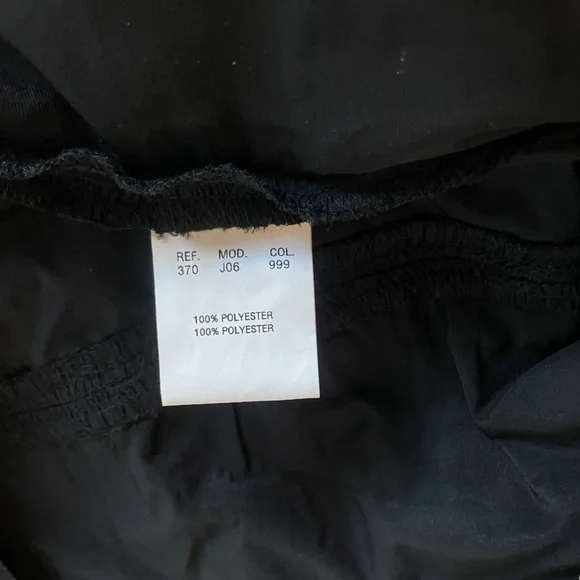 REF. MOD. COL.
370 J06 999
100% POLYESTER
100% POLYESTER